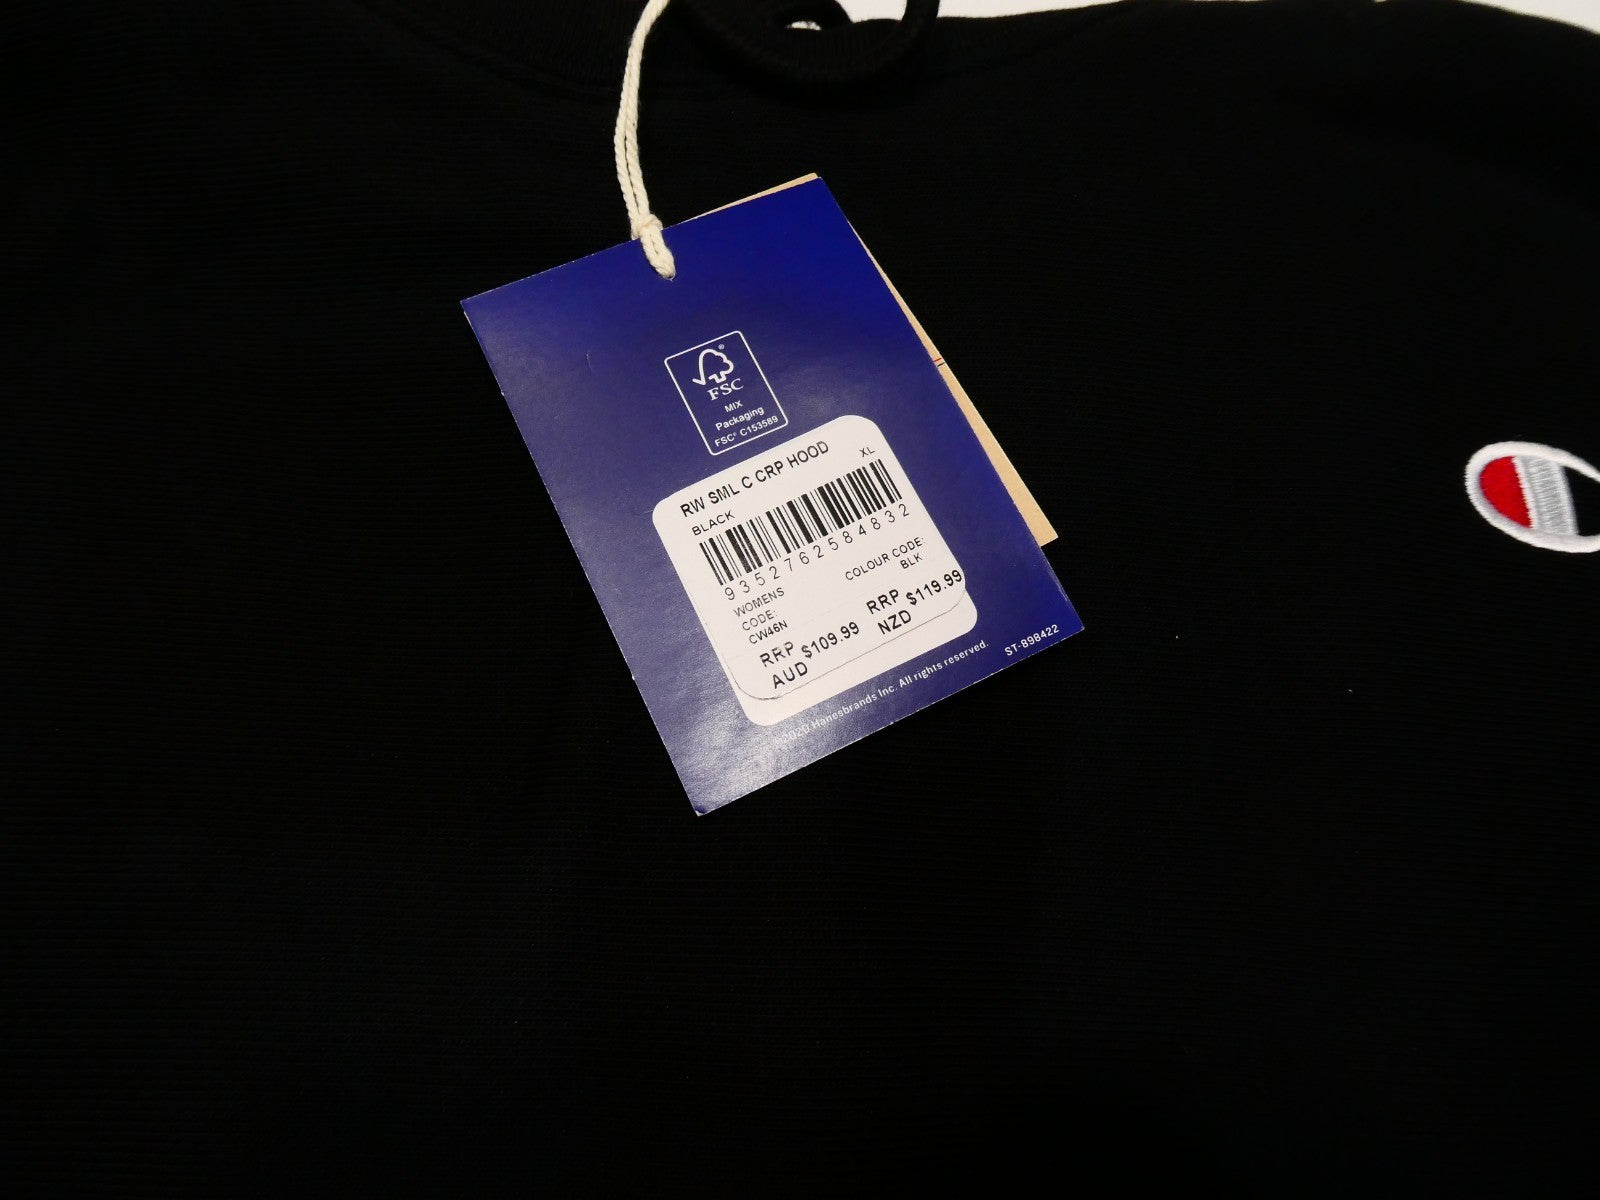 FSC
MIX
Packaging
FSC® C153589
RW SML C CRP HOOD
BLACK XL
9352762584832
WOMENS COLOUR CODE:
CODE: BLK
CW46N
RRP $109.99 RRP $119.99
AUD NZD
©2020 Hanesbrands Inc. All rights reserved. ST-898422